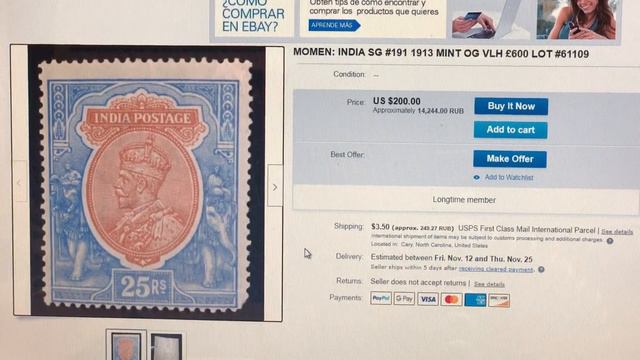 ¿CÓMO
COMPRAR
EN EBAY?
Obtén tips de cómo encontrar y
comprar los productos que quieres
APRENDE MÁS
MOMEN: INDIA SG #191 1913 MINT OG VLH £600 LOT #61109
Condition: --
Price: US $200.00
Approximately 14,244.00 RUB
Buy It Now
Add to cart
Best Offer:
Make Offer
Add to Watchlist
Longtime member
Shipping: $3.50 (approx. 249.27 RUB) USPS First Class Mail International Parcel | See details
International shipment of items may be subject to customs processing and additional charges.
Located in: Cary, North Carolina, United States
Delivery: Estimated between Fri. Nov. 12 and Thu. Nov. 25
Seller ships within 5 days after receiving cleared payment.
Returns: Seller does not accept returns | See details
Payments: PayPal G Pay VISA
INDIA POSTAGE
25RS